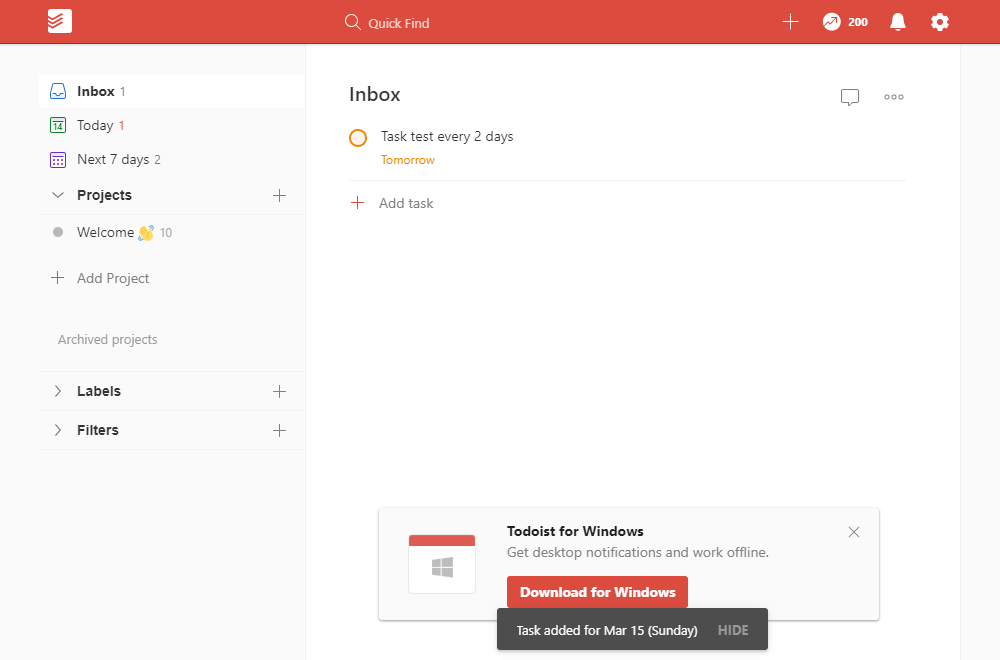 Quick Find
200
Inbox 1
14 Today 1
Next 7 days 2
Projects
Welcome 👋 10
Add Project
Archived projects
Labels
Filters
Inbox
Task test every 2 days
Tomorrow
Add task
Todoist for Windows
Get desktop notifications and work offline.
Download for Windows
Task added for Mar 15 (Sunday) HIDE